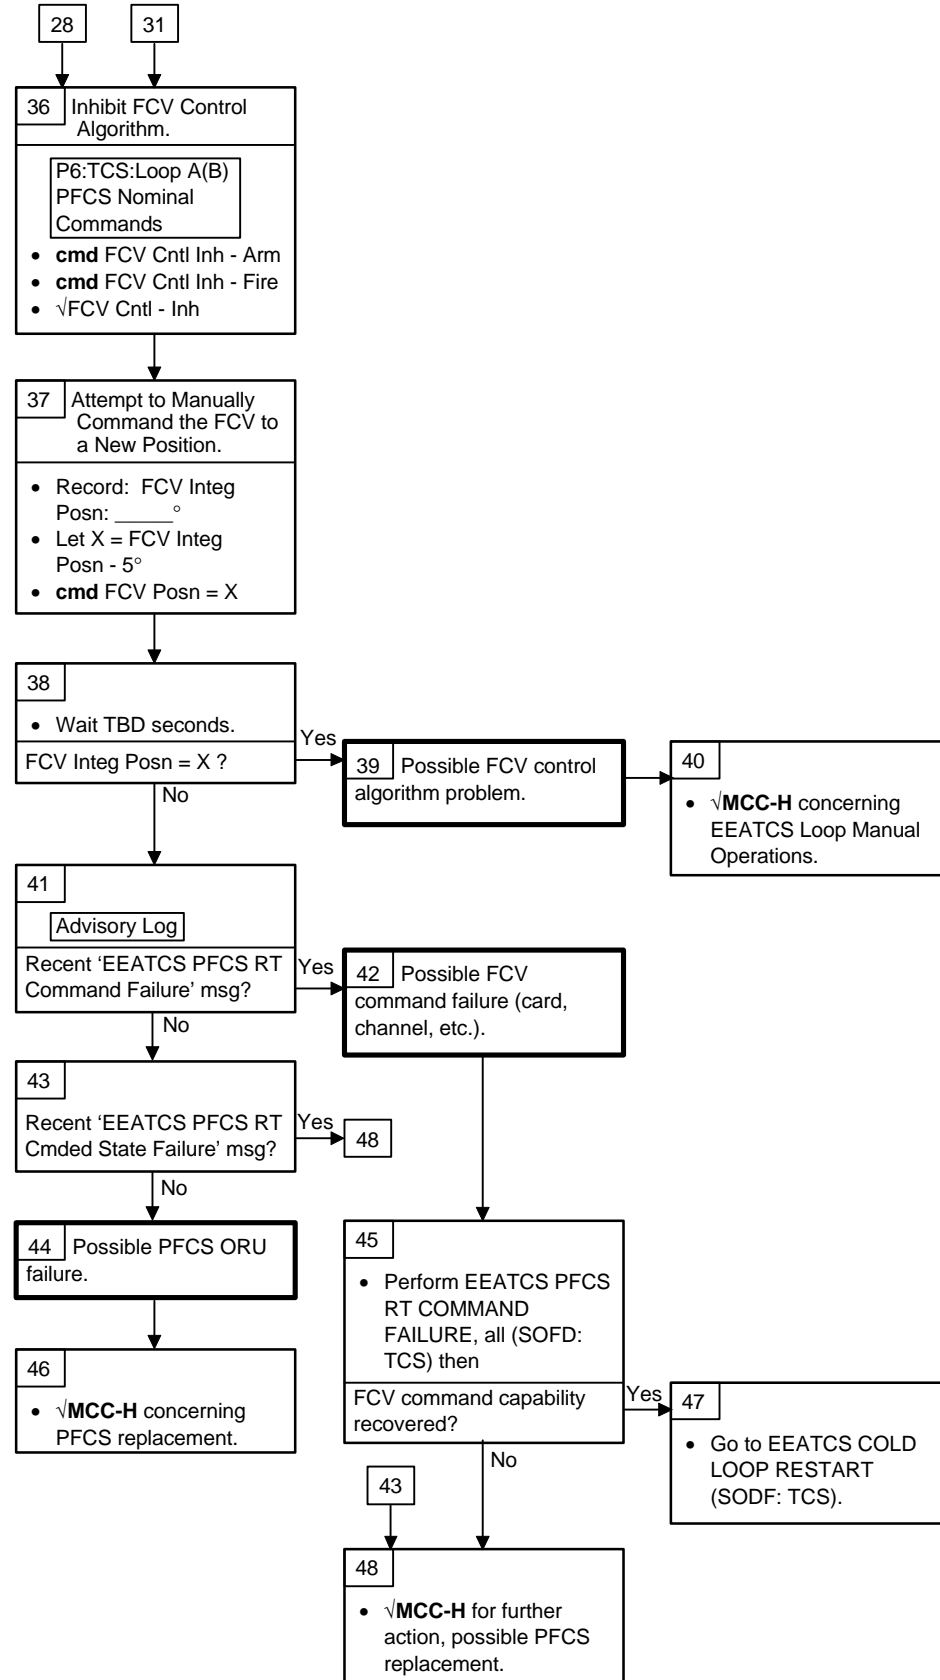 28
31
36 Inhibit FCV Control
Algorithm.
P6:TCS:Loop A(B)
PFCS Nominal
Commands
• cmd FCV Cntl Inh - Arm
• cmd FCV Cntl Inh - Fire
• √FCV Cntl - Inh
37 Attempt to Manually
Command the FCV to
a New Position.
• Record: FCV Integ
Posn: _____°
• Let X = FCV Integ
Posn - 5°
• cmd FCV Posn = X
38
• Wait TBD seconds.
FCV Integ Posn = X ?
Yes
No
39 Possible FCV control
algorithm problem.
40
• √MCC-H concerning
EEATCS Loop Manual
Operations.
41
Advisory Log
Recent ‘EEATCS PFCS RT
Command Failure’ msg?
Yes
No
42 Possible FCV
command failure (card,
channel, etc.).
43
Recent ‘EEATCS PFCS RT
Cmded State Failure’ msg?
Yes
48
No
44 Possible PFCS ORU
failure.
46
• √MCC-H concerning
PFCS replacement.
45
• Perform EEATCS PFCS
RT COMMAND
FAILURE, all (SOFD:
TCS) then
FCV command capability
recovered?
Yes
No
47
• Go to EEATCS COLD
LOOP RESTART
(SODF: TCS).
43
48
• √MCC-H for further
action, possible PFCS
replacement.